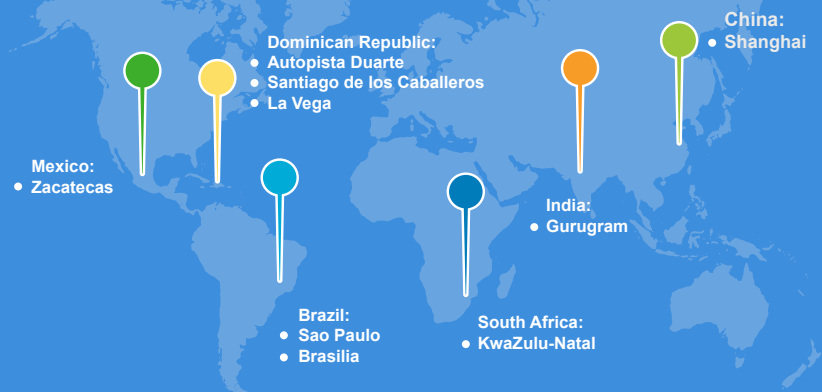 China:
Shanghai
Dominican Republic:
Autopista Duarte
Santiago de los Caballeros
La Vega
Mexico:
Zacatecas
India:
Gurugram
Brazil:
Sao Paulo
Brasilia
South Africa:
KwaZulu-Natal